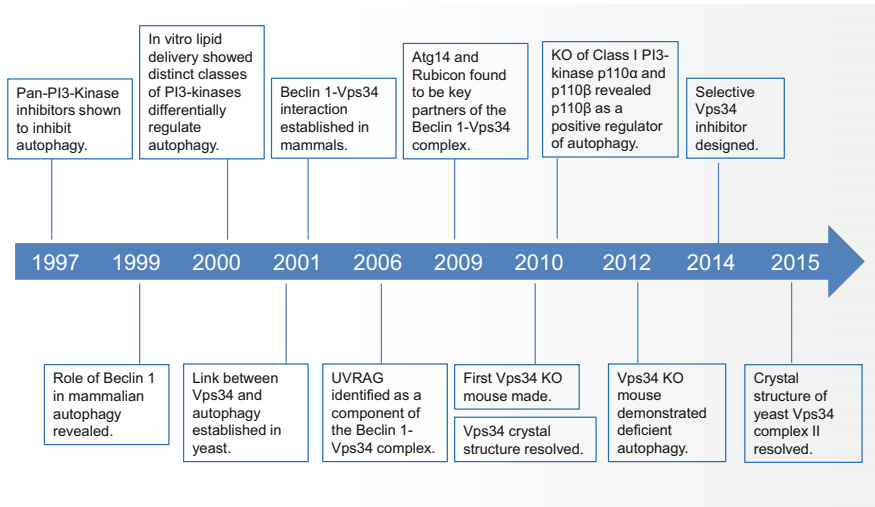 Pan-PI3-Kinase
inhibitors shown
to inhibit
autophagy.
In vitro lipid
delivery showed
distinct classes
of PI3-kinases
differentially
regulate
autophagy.
Beclin 1-Vps34
interaction
established in
mammals.
Atg14 and
Rubicon found
to be key
partners of the
Beclin 1-Vps34
complex.
KO of Class I PI3-
kinase p110α and
p110β revealed
p110β as a
positive regulator
of autophagy.
Selective
Vps34
inhibitor
designed.
1997 1999 2000 2001 2006 2009 2010 2012 2014 2015
Role of Beclin 1
in mammalian
autophagy
revealed.
Link between
Vps34 and
autophagy
established in
yeast.
UVRAG
identified as a
component of
the Beclin 1-
Vps34 complex.
First Vps34 KO
mouse made.
Vps34 crystal
structure resolved.
Vps34 KO
mouse
demonstrated
deficient
autophagy.
Crystal
structure of
yeast Vps34
complex II
resolved.